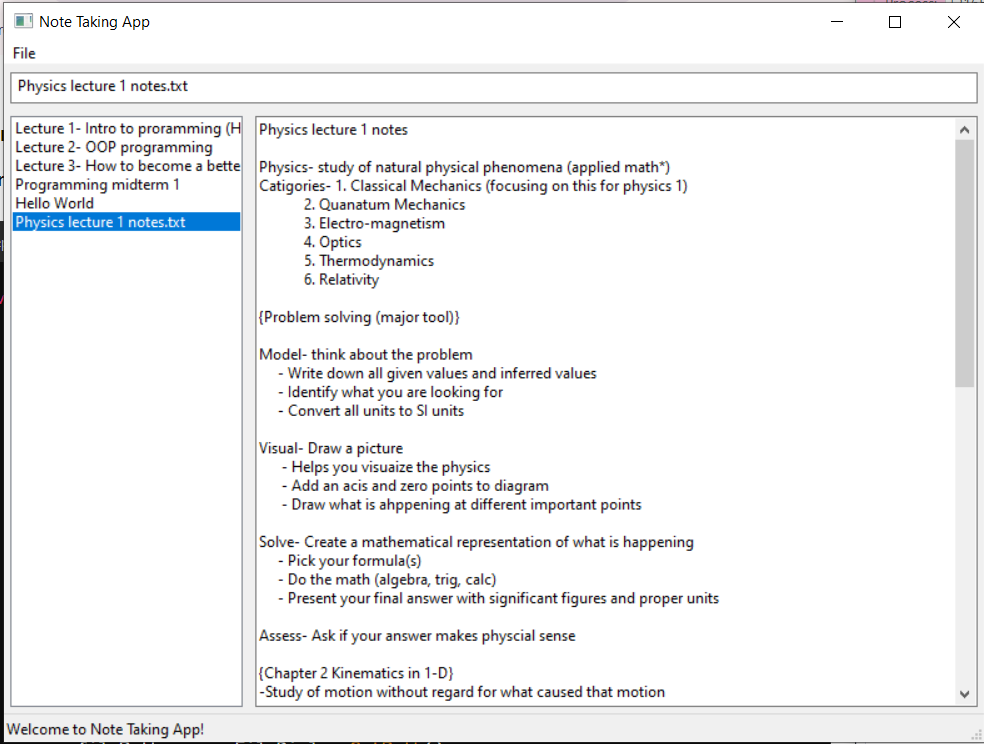 Note Taking App
File
Physics lecture 1 notes.txt
Lecture 1- Intro to proramming (H
Lecture 2- OOP programming
Lecture 3- How to become a bette
Programming midterm 1
Hello World
Physics lecture 1 notes.txt
Physics lecture 1 notes
Physics- study of natural physical phenomena (applied math*)
Catigories- 1. Classical Mechanics (focusing on this for physics 1)
2. Quanatum Mechanics
3. Electro-magnetism
4. Optics
5. Thermodynamics
6. Relativity
{Problem solving (major tool)}
Model- think about the problem
- Write down all given values and inferred values
- Identify what you are looking for
- Convert all units to SI units
Visual- Draw a picture
- Helps you visuaize the physics
- Add an acis and zero points to diagram
- Draw what is ahppening at different important points
Solve- Create a mathematical representation of what is happening
- Pick your formula(s)
- Do the math (algebra, trig, calc)
- Present your final answer with significant figures and proper units
Assess- Ask if your answer makes physcial sense
{Chapter 2 Kinematics in 1-D}
-Study of motion without regard for what caused that motion
Welcome to Note Taking App!